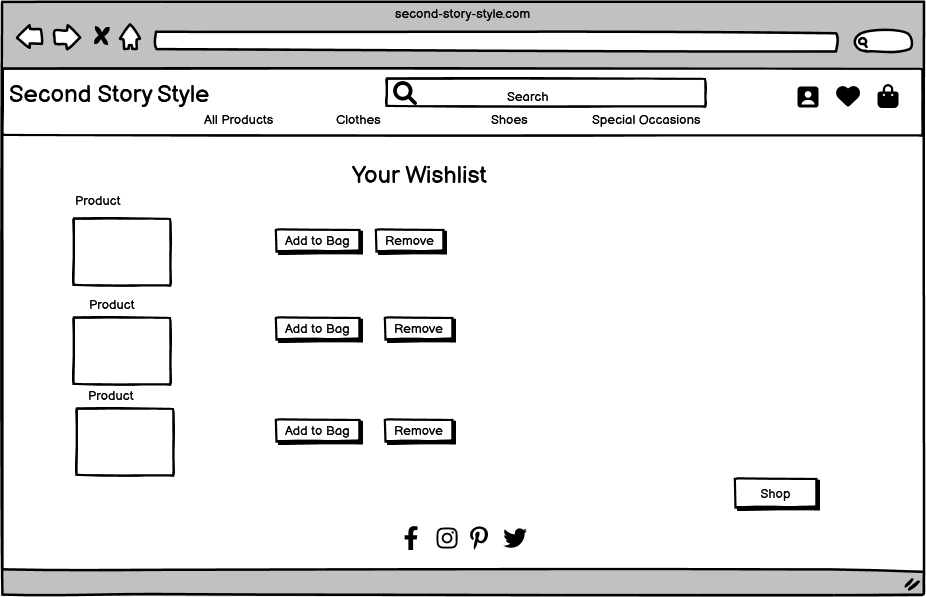 second-story-style.com
Second Story Style
Search
All Products Clothes Shoes Special Occasions
Your Wishlist
Product
Add to Bag Remove
Product
Add to Bag Remove
Product
Add to Bag Remove
Shop